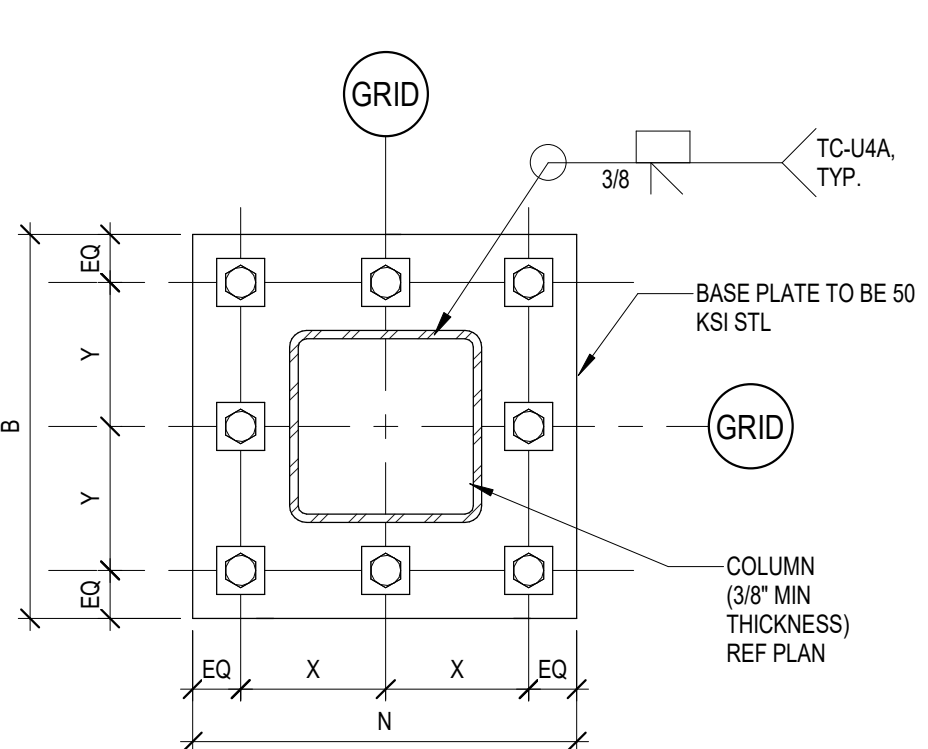 GRID
TC-U4A,
TYP.
3/8
EQ
BASE PLATE TO BE 50
KSI STL
Y
B
GRID
Y
COLUMN
(3/8" MIN
THICKNESS)
REF PLAN
EQ
EQ
X
X
EQ
N